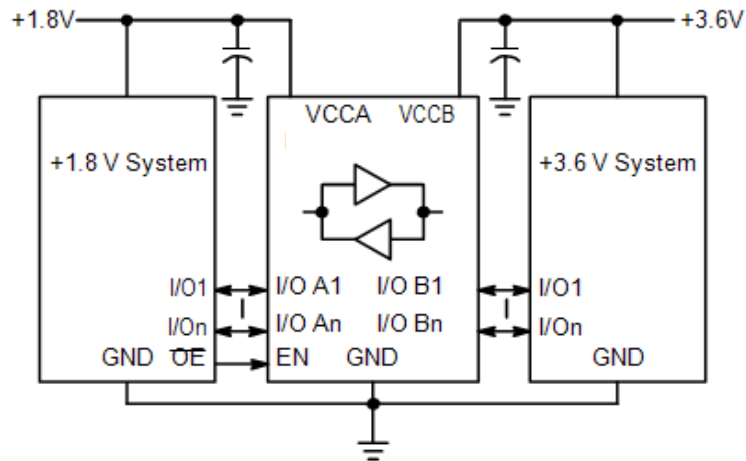 +1.8V
+3.6V
VCCA VCCB
+1.8 V System
+3.6 V System
I/O1
I/O A1 I/O B1
I/O1
I/On
I/O An I/O Bn
I/On
GND OE
EN GND
GND